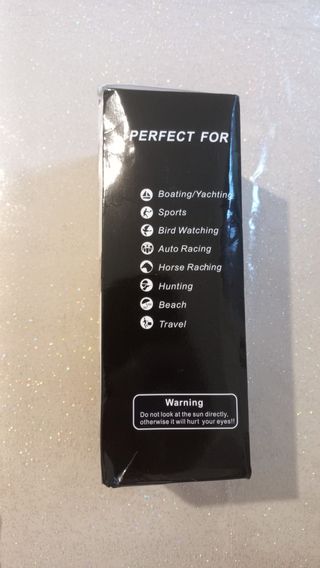 PERFECT FOR
Boating/Yachting
Sports
Bird Watching
Auto Racing
Horse Raching
Hunting
Beach
Travel
Warning
Do not look at the sun directly,
otherwise it will hurt your eyes!!